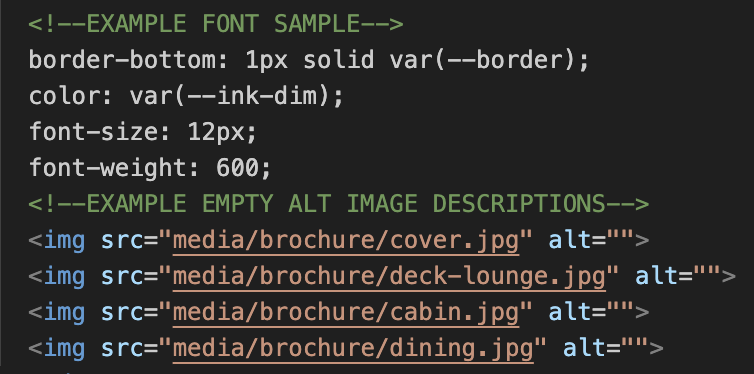 <!--EXAMPLE FONT SAMPLE-->
border-bottom: 1px solid var(--border);
color: var(--ink-dim);
font-size: 12px;
font-weight: 600;
<!--EXAMPLE EMPTY ALT IMAGE DESCRIPTIONS-->
<img src="media/brochure/cover.jpg" alt="">
<img src="media/brochure/deck-lounge.jpg" alt="">
<img src="media/brochure/cabin.jpg" alt="">
<img src="media/brochure/dining.jpg" alt="">